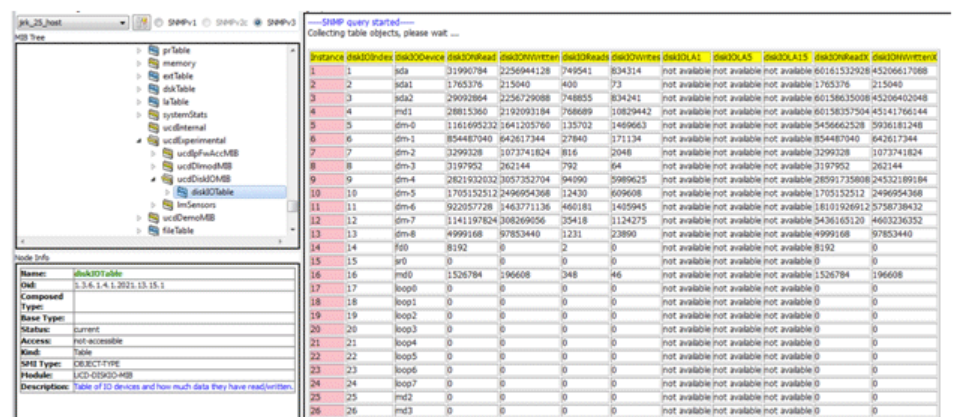 jrk_25_host SNMPv1 SNMPv2c SNMPv3
MIB Tree
prTable
memory
extTable
dskTable
laTable
systemStats
ucdInternal
ucdExperimental
ucdIpFwAccMIB
ucdDlmodMIB
ucdDiskIOMIB
diskIOTable
lmSensors
ucdDemoMIB
fileTable
Node Info
Name: diskIOTable
Oid: 1.3.6.1.4.1.2021.13.15.1
Composed Type:
Base Type:
Status: current
Access: not-accessible
Kind: Table
SMI Type: OBJECT-TYPE
Module: UCD-DISKIO-MIB
Description: Table of IO devices and how much data they have read/written.
----SNMP query started----
Collecting table objects, please wait ....
Instance diskIOIndex diskIODevice diskIONRead diskIONWritten diskIOReads diskIOWrites diskIOLA1 diskIOLA5 diskIOLA15 diskIONReadX diskIONWrittenX
1 1 sda 31990784 2256944128 749541 834314 not available not available not available 60161532928 45206617088
2 2 sda1 1765376 215040 400 73 not available not available not available 1765376 215040
3 3 sda2 29092864 2256729088 748855 834241 not available not available not available 60158635008 45206402048
4 4 md1 28815360 2192093184 768689 10829442 not available not available not available 60158357504 45141766144
5 5 dm-0 1161695232 1641205760 135702 1469663 not available not available not available 5456662528 5936181248
6 6 dm-1 854487040 642617344 27840 171134 not available not available not available 854487040 642617344
7 7 dm-2 3299328 1073741824 816 2048 not available not available not available 3299328 1073741824
8 8 dm-3 3197952 262144 792 64 not available not available not available 3197952 262144
9 9 dm-4 2821932032 3057352704 94090 5989625 not available not available not available 28591735808 24532189184
10 10 dm-5 1705152512 2496954368 12430 609608 not available not available not available 1705152512 2496954368
11 11 dm-6 922057728 1463771136 460181 1405945 not available not available not available 18101926912 5758738432
12 12 dm-7 1141197824 308269056 35418 1124275 not available not available not available 5436165120 4603236352
13 13 dm-8 4999168 97853440 1231 23890 not available not available not available 4999168 97853440
14 14 fd0 8192 0 2 0 not available not available not available 8192 0
15 15 sr0 0 0 0 0 not available not available not available 0 0
16 16 md0 1526784 196608 348 46 not available not available not available 1526784 196608
17 17 loop0 0 0 0 0 not available not available not available 0 0
18 18 loop1 0 0 0 0 not available not available not available 0 0
19 19 loop2 0 0 0 0 not available not available not available 0 0
20 20 loop3 0 0 0 0 not available not available not available 0 0
21 21 loop4 0 0 0 0 not available not available not available 0 0
22 22 loop5 0 0 0 0 not available not available not available 0 0
23 23 loop6 0 0 0 0 not available not available not available 0 0
24 24 loop7 0 0 0 0 not available not available not available 0 0
25 25 md2 0 0 0 0 not available not available not available 0 0
26 26 md3 0 0 0 0 not available not available not available 0 0